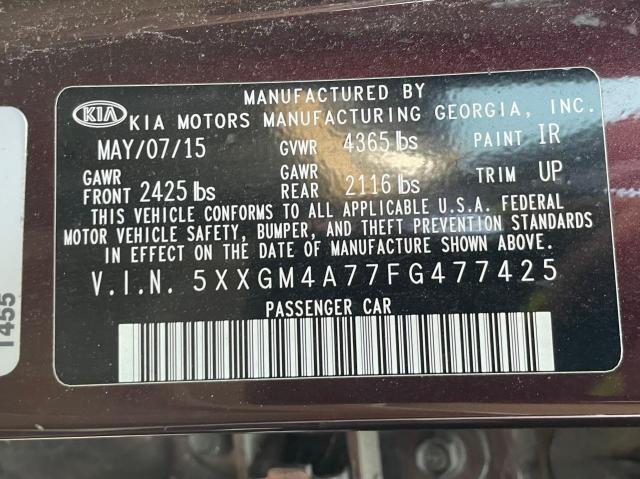 MANUFACTURED BY
KIA
KIA MOTORS MANUFACTURING GEORGIA, INC.
MAY/07/15 GVWR 4365 lbs PAINT IR
GAWR FRONT 2425 lbs GAWR REAR 2116 lbs TRIM UP
THIS VEHICLE CONFORMS TO ALL APPLICABLE U.S.A. FEDERAL
MOTOR VEHICLE SAFETY, BUMPER, AND THEFT PREVENTION STANDARDS
IN EFFECT ON THE DATE OF MANUFACTURE SHOWN ABOVE.
V.I.N. 5XXGM4A77FG477425
PASSENGER CAR